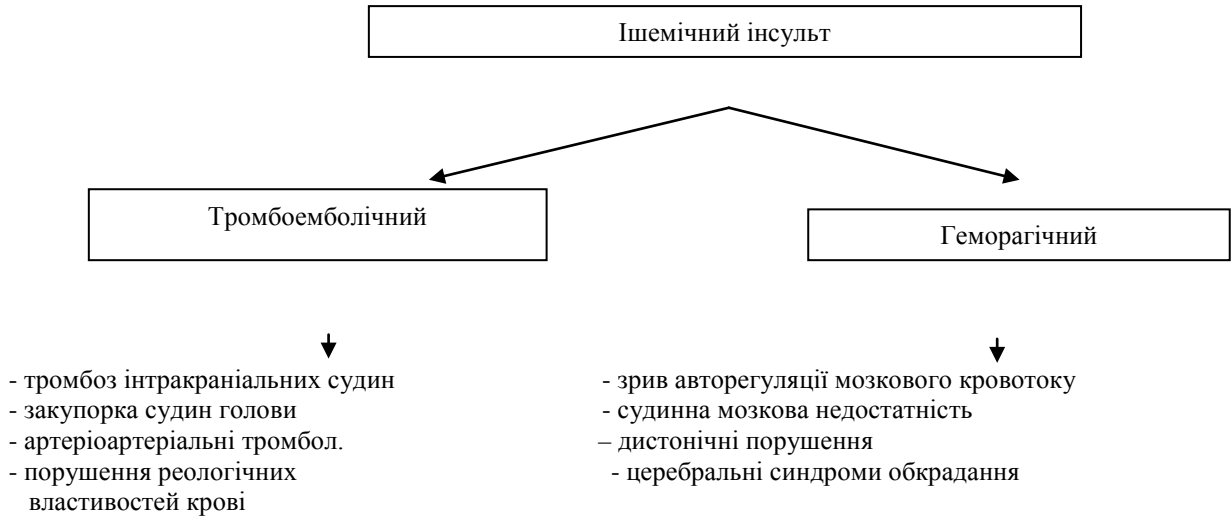 Ішемічний інсульт
Тромбоемболічний
Геморагічний
- тромбоз інтракраніальних судин
- закупорка судин голови
- артеріоартеріальні тромбол.
- порушення реологічних
властивостей крові
- зрив авторегуляції мозкового кровотоку
- судинна мозкова недостатність
– дистонічні порушення
- церебральні синдроми обкрадання